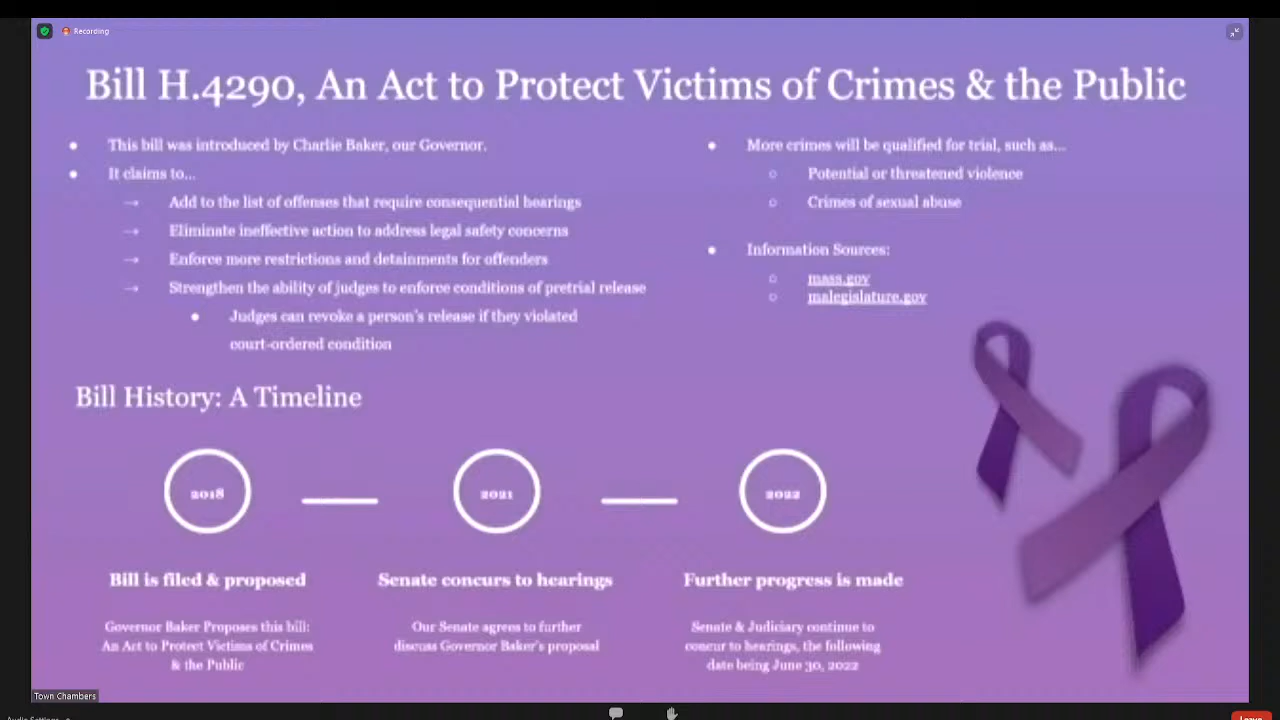 Recording
Bill H.4290, An Act to Protect Victims of Crimes & the Public
● This bill was introduced by Charlie Baker, our Governor.
● It claims to...
→ Add to the list of offenses that require consequential hearings
→ Eliminate ineffective action to address legal safety concerns
→ Enforce more restrictions and detainments for offenders
→ Strengthen the ability of judges to enforce conditions of pretrial release
● Judges can revoke a person's release if they violated
court-ordered condition
● More crimes will be qualified for trial, such as...
○ Potential or threatened violence
○ Crimes of sexual abuse
● Information Sources:
○ mass.gov
○ malegislature.gov
Bill History: A Timeline
2018
2021
2022
Bill is filed & proposed
Governor Baker Proposes this bill:
An Act to Protect Victims of Crimes
& the Public
Senate concurs to hearings
Our Senate agrees to further
discuss Governor Baker's proposal
Further progress is made
Senate & Judiciary continue to
concur to hearings, the following
date being June 30, 2022
Town Chambers
Audio Settings
Leave